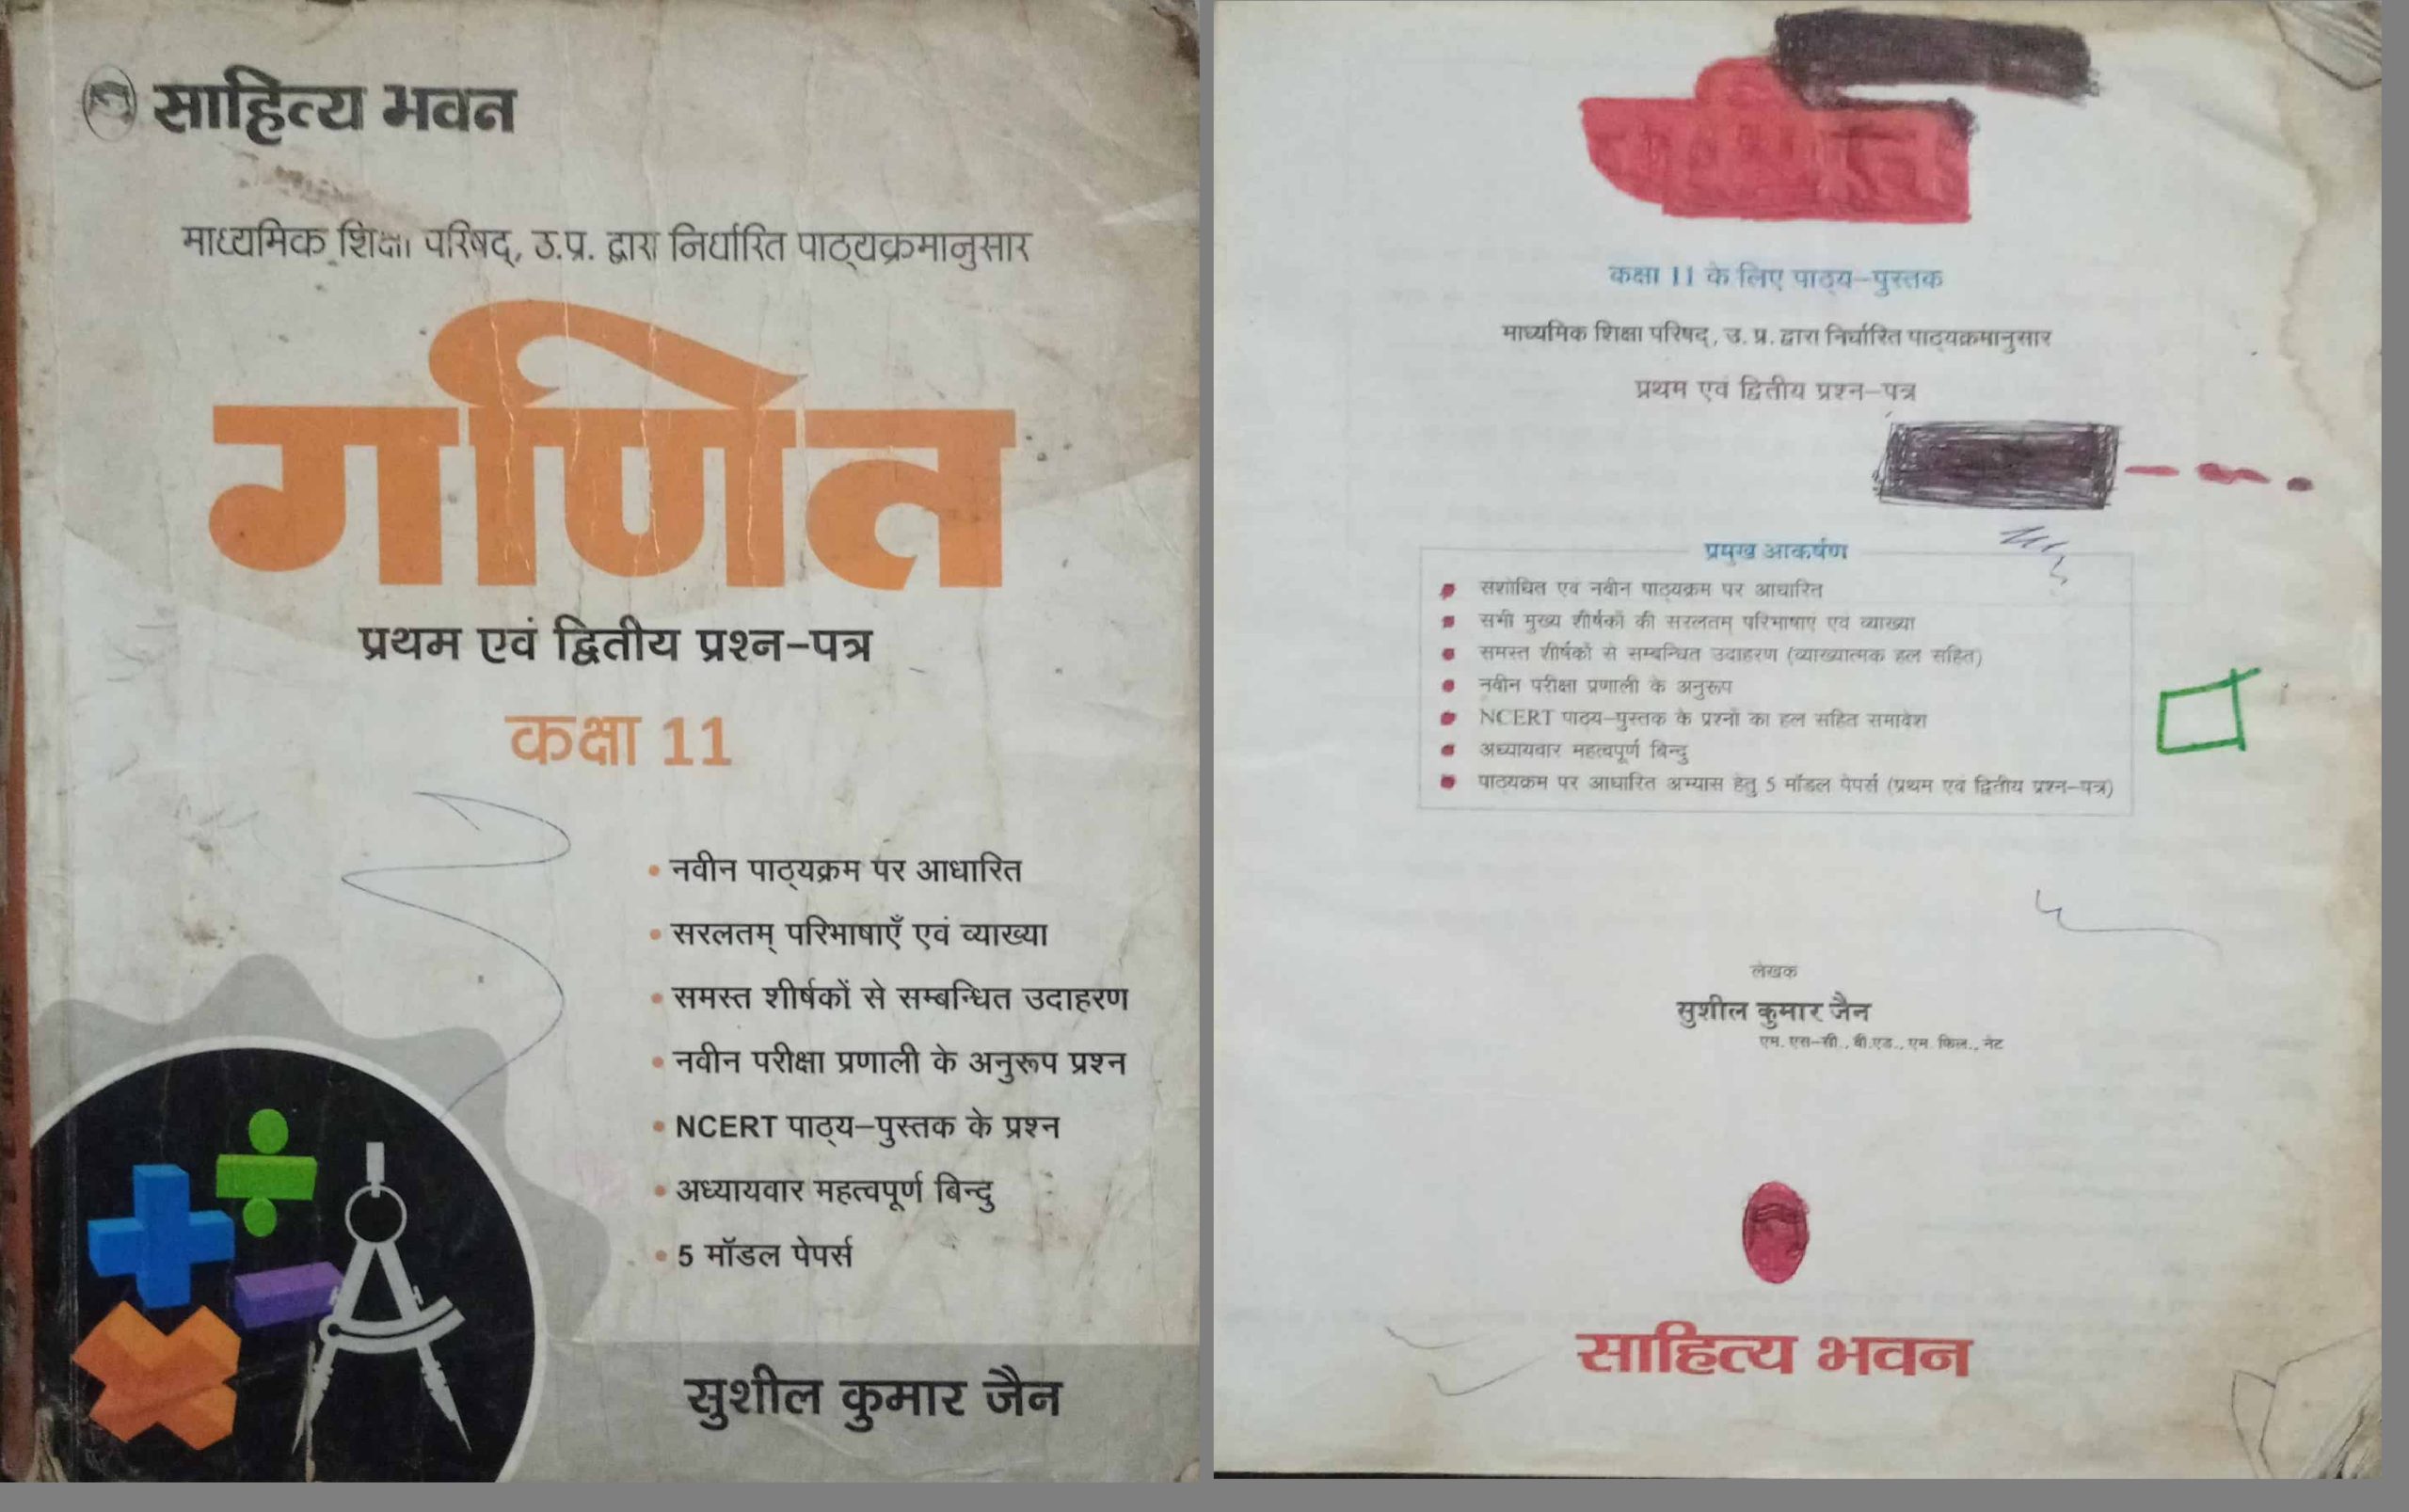 साहित्य भवन
माध्यमिक शिक्षा परिषद्, उ.प्र. द्वारा निर्धारित पाठ्यक्रमानुसार
गणित
प्रथम एवं द्वितीय प्रश्न-पत्र
कक्षा 11
• नवीन पाठ्यक्रम पर आधारित
• सरलतम् परिभाषाएँ एवं व्याख्या
• समस्त शीर्षकों से सम्बन्धित उदाहरण
• नवीन परीक्षा प्रणाली के अनुरूप प्रश्न
• NCERT पाठ्य-पुस्तक के प्रश्न
• अध्यायवार महत्वपूर्ण बिन्दु
• 5 मॉडल पेपर्स
सुशील कुमार जैन
गणित
कक्षा 11 के लिए पाठ्य-पुस्तक
माध्यमिक शिक्षा परिषद्, उ. प्र. द्वारा निर्धारित पाठ्यक्रमानुसार
प्रथम एवं द्वितीय प्रश्न-पत्र
प्रमुख आकर्षण
संशोधित एवं नवीन पाठ्यक्रम पर आधारित
सभी मुख्य शीर्षकों की सरलतम् परिभाषाएं एवं व्याख्या
समस्त शीर्षकों से सम्बन्धित उदाहरण (व्याख्यात्मक हल सहित)
नवीन परीक्षा प्रणाली के अनुरूप
NCERT पाठ्य-पुस्तक के प्रश्नों का हल सहित समावेश
अध्यायवार महत्वपूर्ण बिन्दु
पाठ्यक्रम पर आधारित अभ्यास हेतु 5 मॉडल पेपर्स (प्रथम एवं द्वितीय प्रश्न-पत्र)
लेखक
सुशील कुमार जैन
एम. एस-सी., बी.एड., एम. फिल., नेट
साहित्य भवन